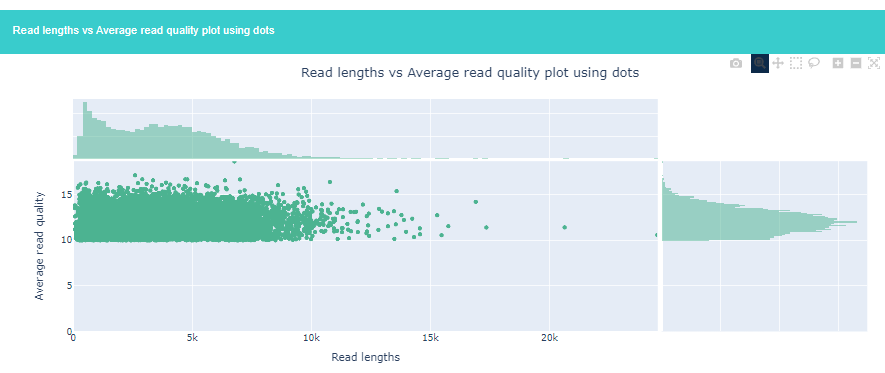 Read lengths vs Average read quality plot using dots
Read lengths vs Average read quality plot using dots
Average read quality
15
10
5
0
0 5k 10k 15k 20k
Read lengths